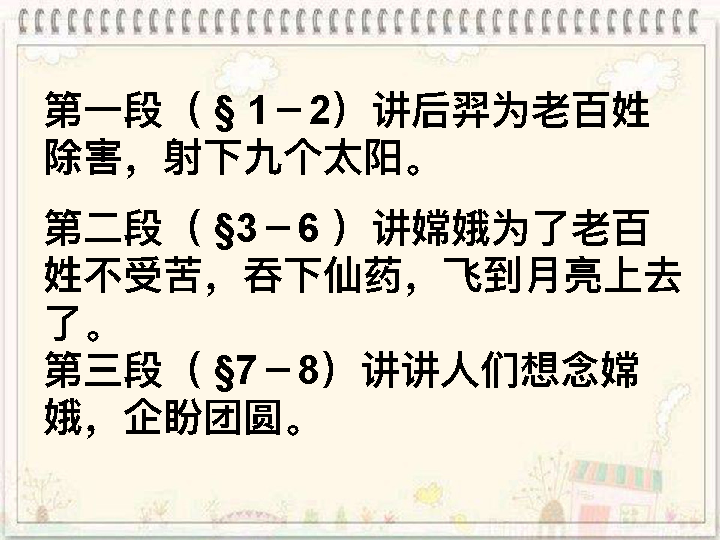 第一段（§ 1－2）讲后羿为老百姓
除害，射下九个太阳。
第二段（§3－6 ）讲嫦娥为了老百
姓不受苦，吞下仙药，飞到月亮上去
了。
第三段（§7－8）讲讲人们想念嫦
娥，企盼团圆。